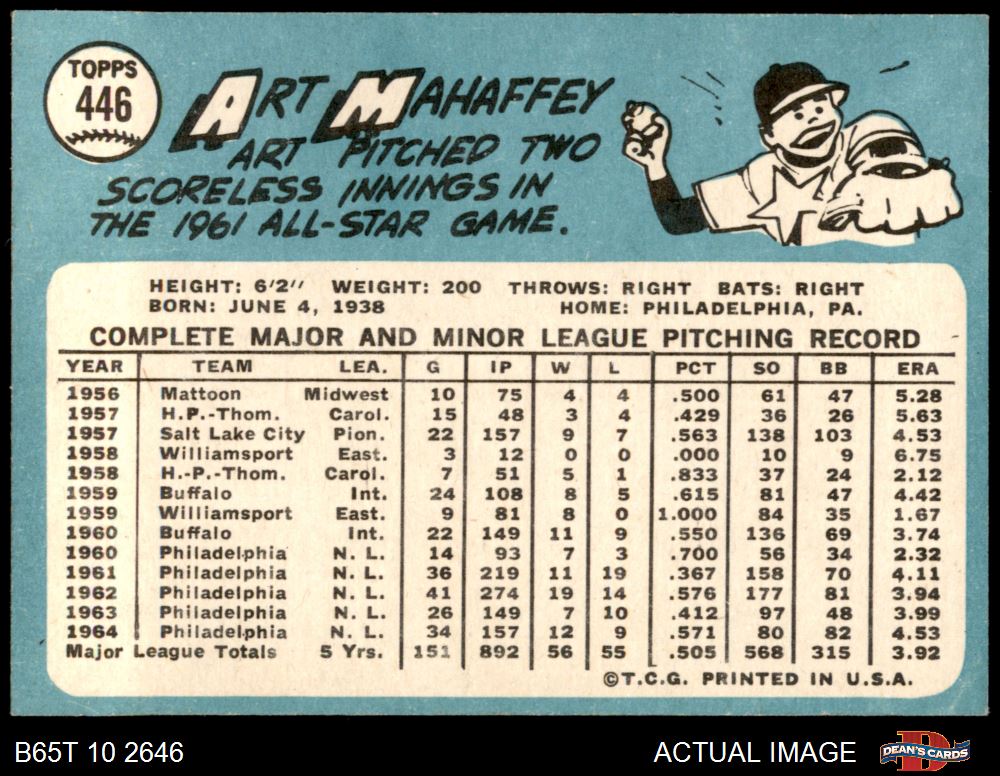 TOPPS
446
ART MAHAFFEY
ART PITCHED TWO
SCORELESS INNINGS IN
THE 1961 ALL-STAR GAME.
HEIGHT: 6'2" WEIGHT: 200 THROWS: RIGHT BATS: RIGHT
BORN: JUNE 4, 1938 HOME: PHILADELPHIA, PA.
COMPLETE MAJOR AND MINOR LEAGUE PITCHING RECORD
YEAR TEAM LEA. G IP W L PCT SO BB ERA
1956 Mattoon Midwest 10 75 4 4 .500 61 47 5.28
1957 H.P.-Thom. Carol. 15 48 3 4 .429 36 26 5.63
1957 Salt Lake City Pion. 22 157 9 7 .563 138 103 4.53
1958 Williamsport East. 3 12 0 0 .000 10 9 6.75
1958 H.-P.-Thom. Carol. 7 51 5 1 .833 37 24 2.12
1959 Buffalo Int. 24 108 8 5 .615 81 47 4.42
1959 Williamsport East. 9 81 8 0 1.000 84 35 1.67
1960 Buffalo Int. 22 149 11 9 .550 136 69 3.74
1960 Philadelphia N. L. 14 93 7 3 .700 56 34 2.32
1961 Philadelphia N. L. 36 219 11 19 .367 158 70 4.11
1962 Philadelphia N. L. 41 274 19 14 .576 177 81 3.94
1963 Philadelphia N. L. 26 149 7 10 .412 97 48 3.99
1964 Philadelphia N. L. 34 157 12 9 .571 80 82 4.53
Major League Totals 5 Yrs. 151 892 56 55 .505 568 315 3.92
©T.C.G. PRINTED IN U.S.A.
B65T 10 2646 ACTUAL IMAGE D DEAN'S CARDS